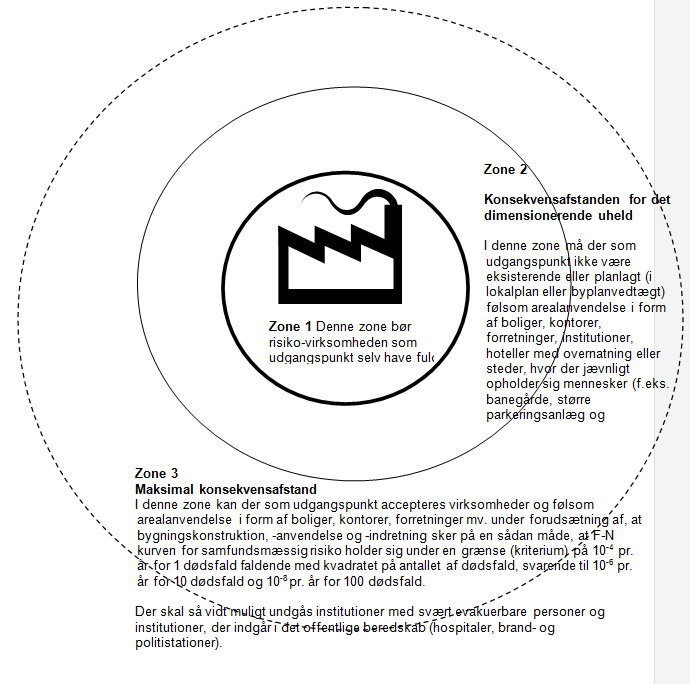 Zone 2
Konsekvensafstanden for det
dimensionerende uheld
I denne zone må der som
udgangspunkt ikke være
eksisterende eller planlagt (i
lokalplan eller byplanvedtægt)
følsom arealanvendelse i form
af boliger, kontorer,
forretninger, institutioner,
hoteller med overnatning eller
steder, hvor der jævnligt
opholder sig mennesker (f.eks.
banegårde, større
parkeringsanlæg og
Zone 1 Denne zone bør
risiko-virksomheden som
udgangspunkt selv have
Zone 3
Maksimal konsekvensafstand
I denne zone kan der som udgangspunkt accepteres virksomheder og følsom
arealanvendelse i form af boliger, kontorer, forretninger mv. under forudsætning af, at
bygningskonstruktion, -anvendelse og -indretning sker på en sådan måde, at F-N
kurven for samfundsmæssig risiko holder sig under en grænse (kriterium) på 10⁻⁴ pr.
år for 1 dødsfald faldende med kvadratet på antallet af dødsfald, svarende til 10⁻⁶ pr.
år for 10 dødsfald og 10⁻⁸ pr. år for 100 dødsfald.
Der skal så vidt muligt undgås institutioner med svært evakuerbare personer og
institutioner, der indgår i det offentlige beredskab (hospitaler, brand- og
politistationer).